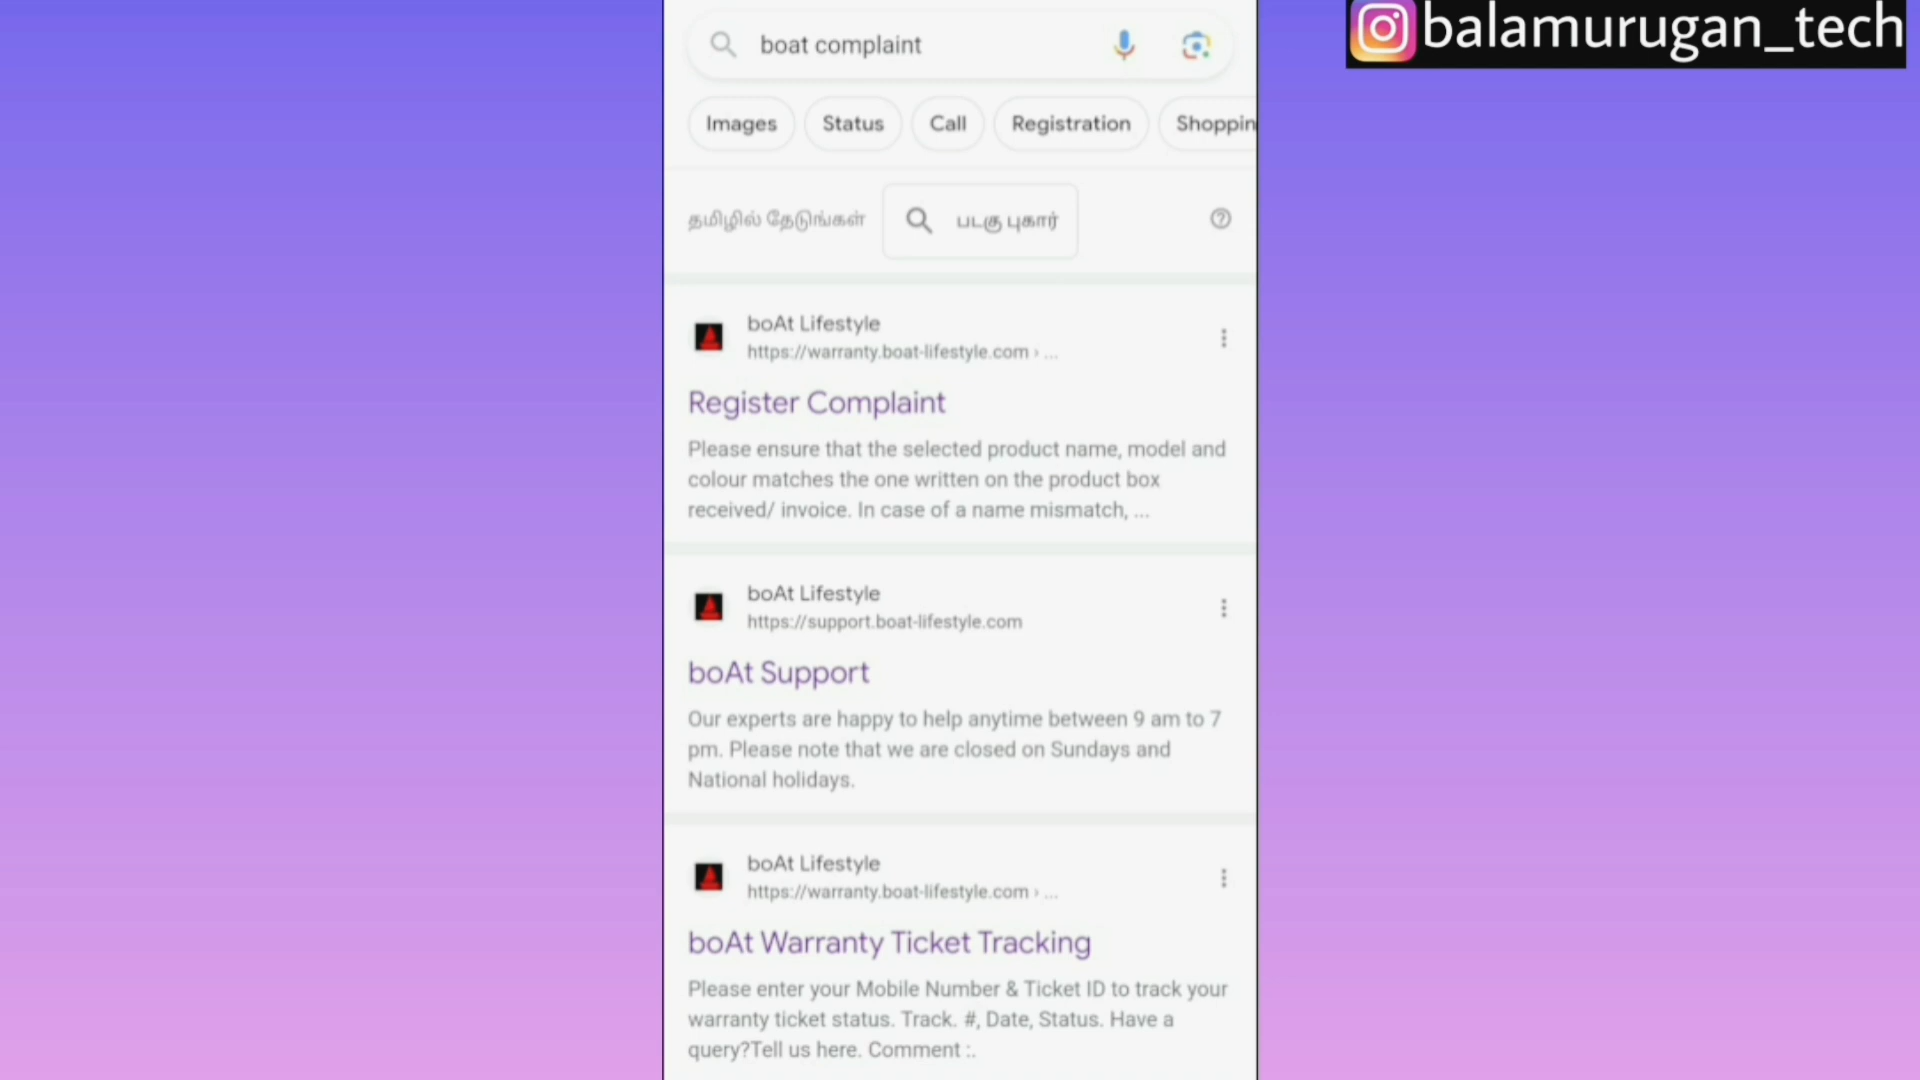 balamurugan_tech
boat complaint
Images Status Call Registration Shoppin
தமிழில் தேடுங்கள் படகு புகார்
boAt Lifestyle
https://warranty.boat-lifestyle.com › ...
Register Complaint
Please ensure that the selected product name, model and
colour matches the one written on the product box
received/ invoice. In case of a name mismatch, ...
boAt Lifestyle
https://support.boat-lifestyle.com
boAt Support
Our experts are happy to help anytime between 9 am to 7
pm. Please note that we are closed on Sundays and
National holidays.
boAt Lifestyle
https://warranty.boat-lifestyle.com › ...
boAt Warranty Ticket Tracking
Please enter your Mobile Number & Ticket ID to track your
warranty ticket status. Track. #, Date, Status. Have a
query?Tell us here. Comment :.